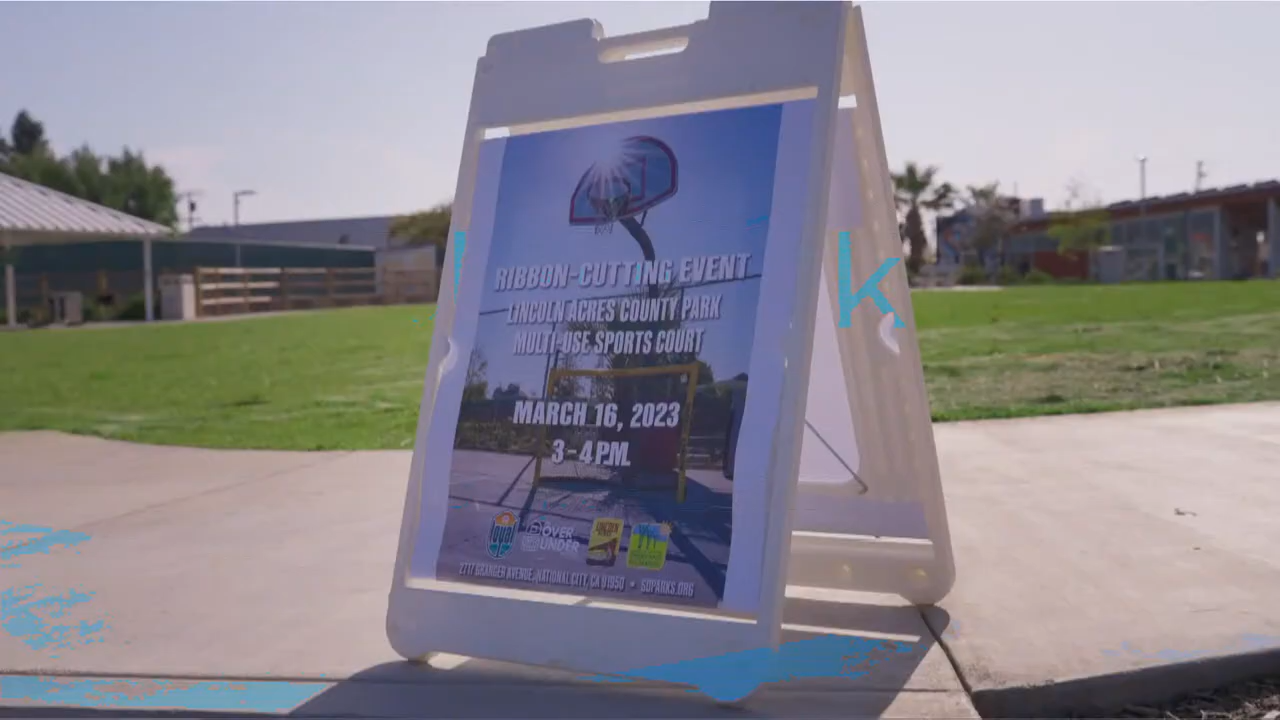 RIBBON-CUTTING EVENT
LINCOLN ACRES COUNTY PARK
MULTI-USE SPORTS COURT
MARCH 16, 2023
3-4 P.M.
loyal
OVER
UNDER
LINCOLN
2717 GRANGER AVENUE, NATIONAL CITY, CA 91950 • SDPARKS.ORG
k